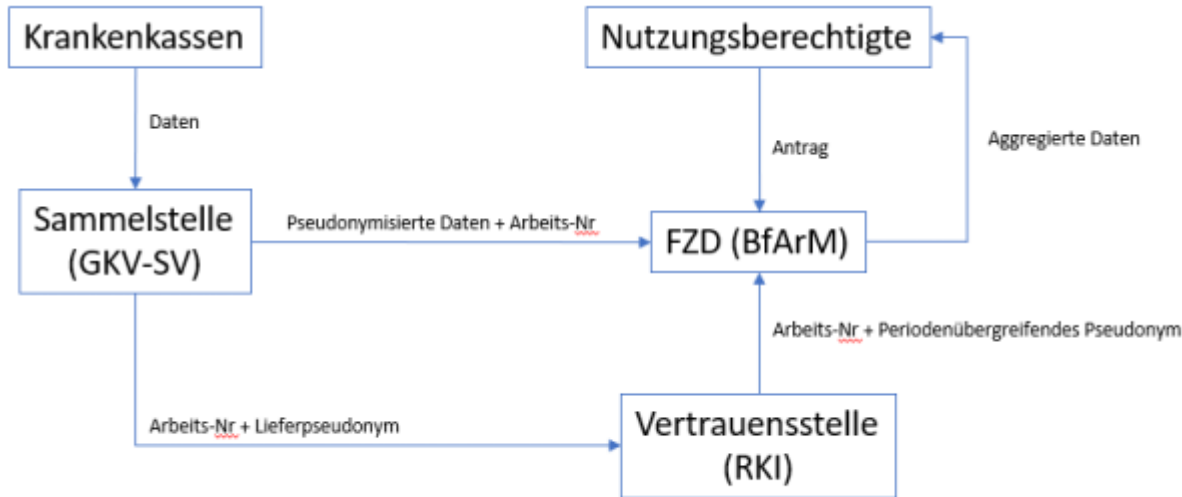 Krankenkassen
Nutzungsberechtigte
Daten
Antrag
Aggregierte Daten
Sammelstelle
(GKV-SV)
Pseudonymisierte Daten + Arbeits-Nr
FZD (BfArM)
Arbeits-Nr + Periodenübergreifendes Pseudonym
Arbeits-Nr + Lieferpseudonym
Vertrauensstelle
(RKI)